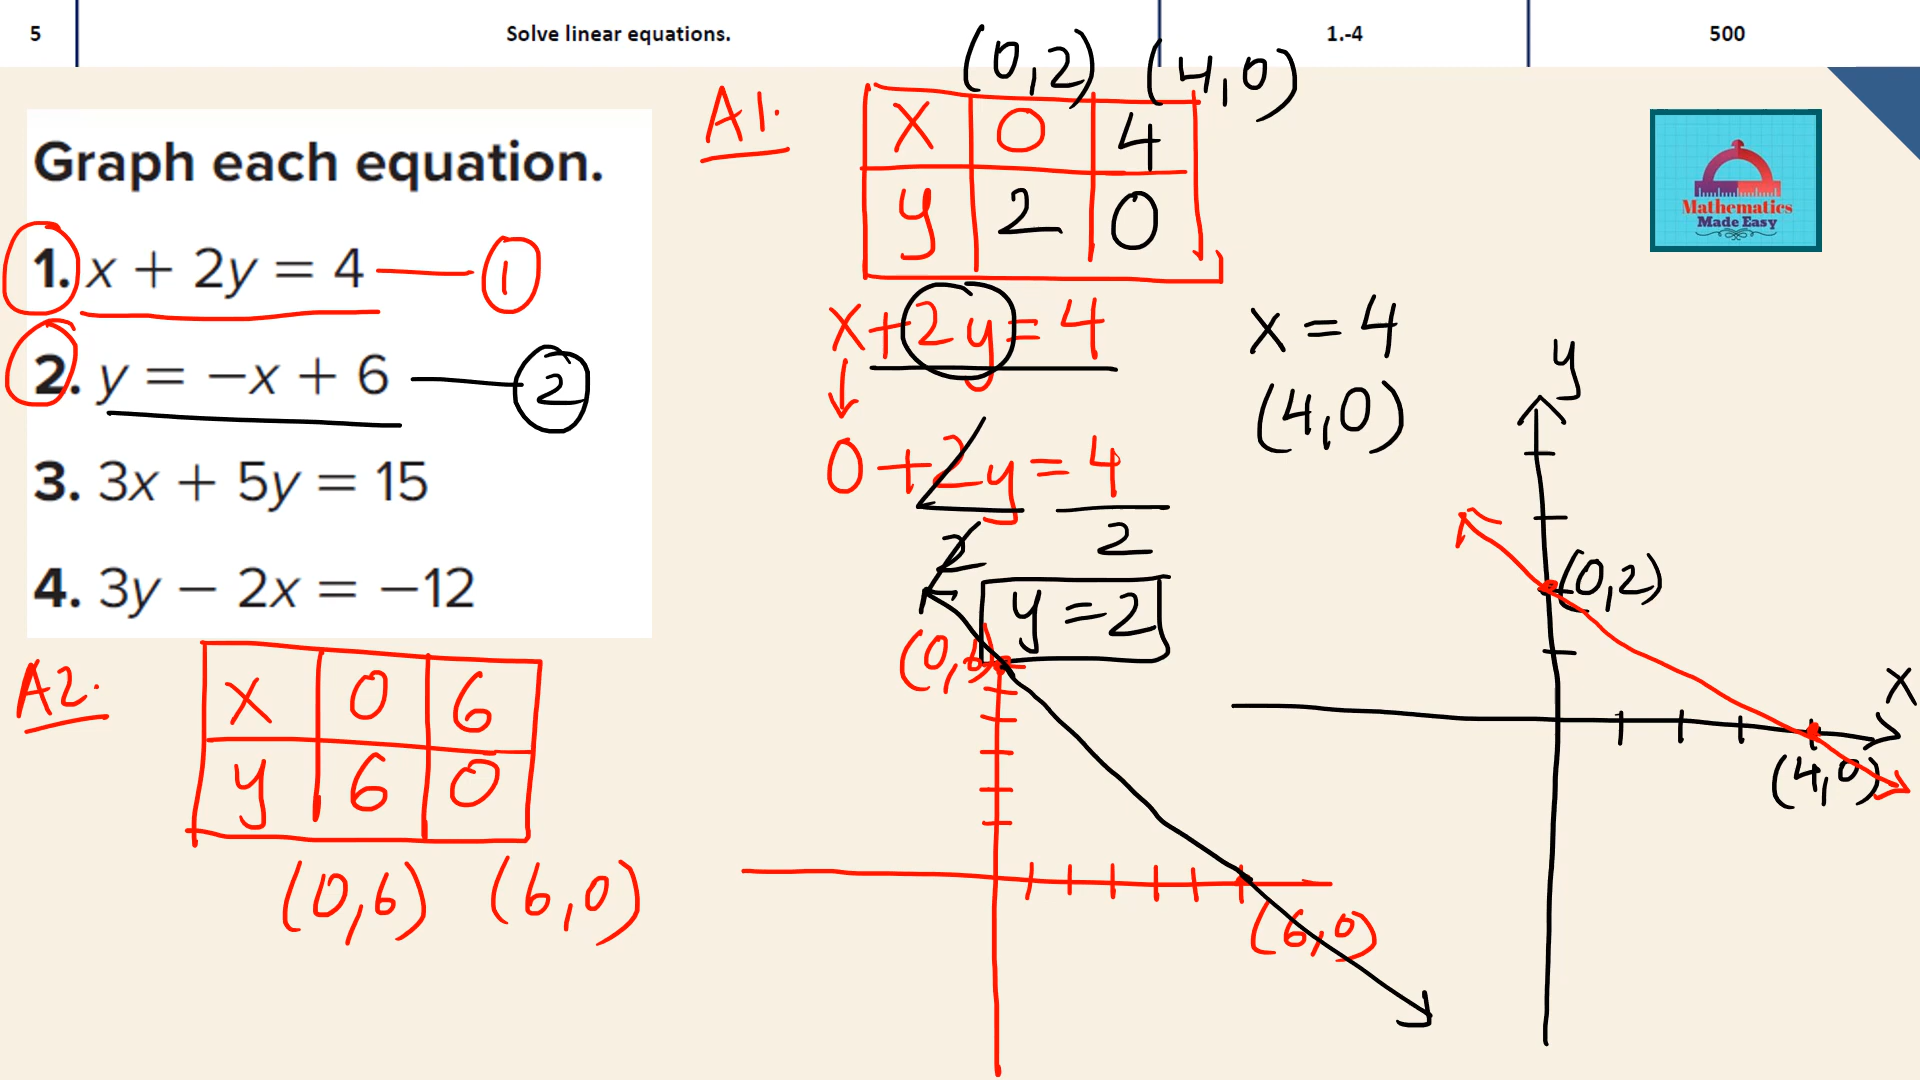 5 Solve linear equations. 1.-4 500
Graph each equation.
1. x + 2y = 4 ① 
2. y = −x + 6 ②
3. 3x + 5y = 15
4. 3y − 2x = −12
Mathematics
Made Easy
A1.
(0,2) (4,0)
x 0 4
y 2 0
x+2y=4
0+2y=4
2 2
y=2
x=4
(4,0)
y
x
(0,2)
(4,0)
A2.
x 0 6
y 6 0
(0,6) (6,0)
(0,6)
(6,0)